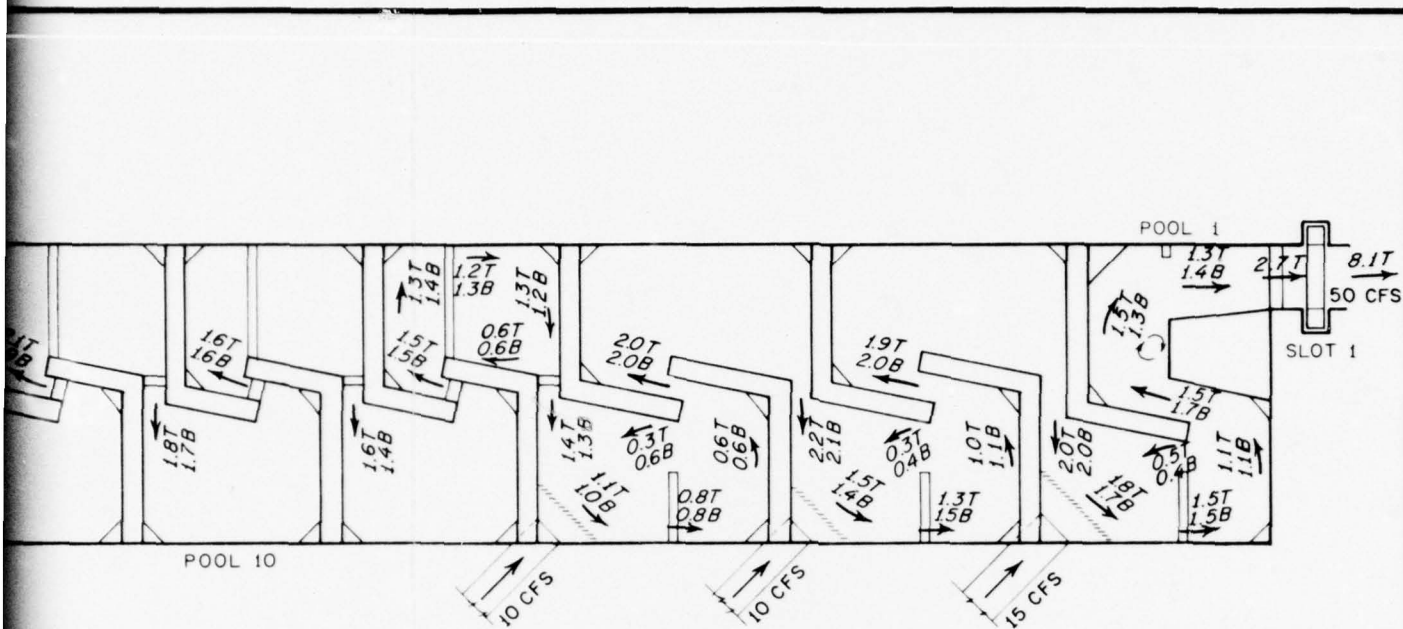 POOL 1
1.3T
1.4B
2.7T
8.1T
50 CFS
SLOT 1
1.5T
1.3B
1.5T
1.7B
1.3T
1.4B
1.2T
1.3B
1.3T
1.2B
0.6T
0.6B
1.6T
1.6B
1.5T
1.5B
2.0T
2.0B
1.9T
2.0B
1.8T
1.7B
1.6T
1.4B
1.4T
1.3B
0.3T
0.6B
0.6T
0.6B
2.2T
2.1B
0.3T
0.4B
1.0T
1.1B
2.0T
2.0B
0.5T
0.4B
1.1T
1.1B
1.1T
1.0B
0.8T
0.8B
1.5T
1.4B
1.3T
1.5B
1.8T
1.7B
1.5T
1.5B
POOL 10
10 CFS
10 CFS
15 CFS